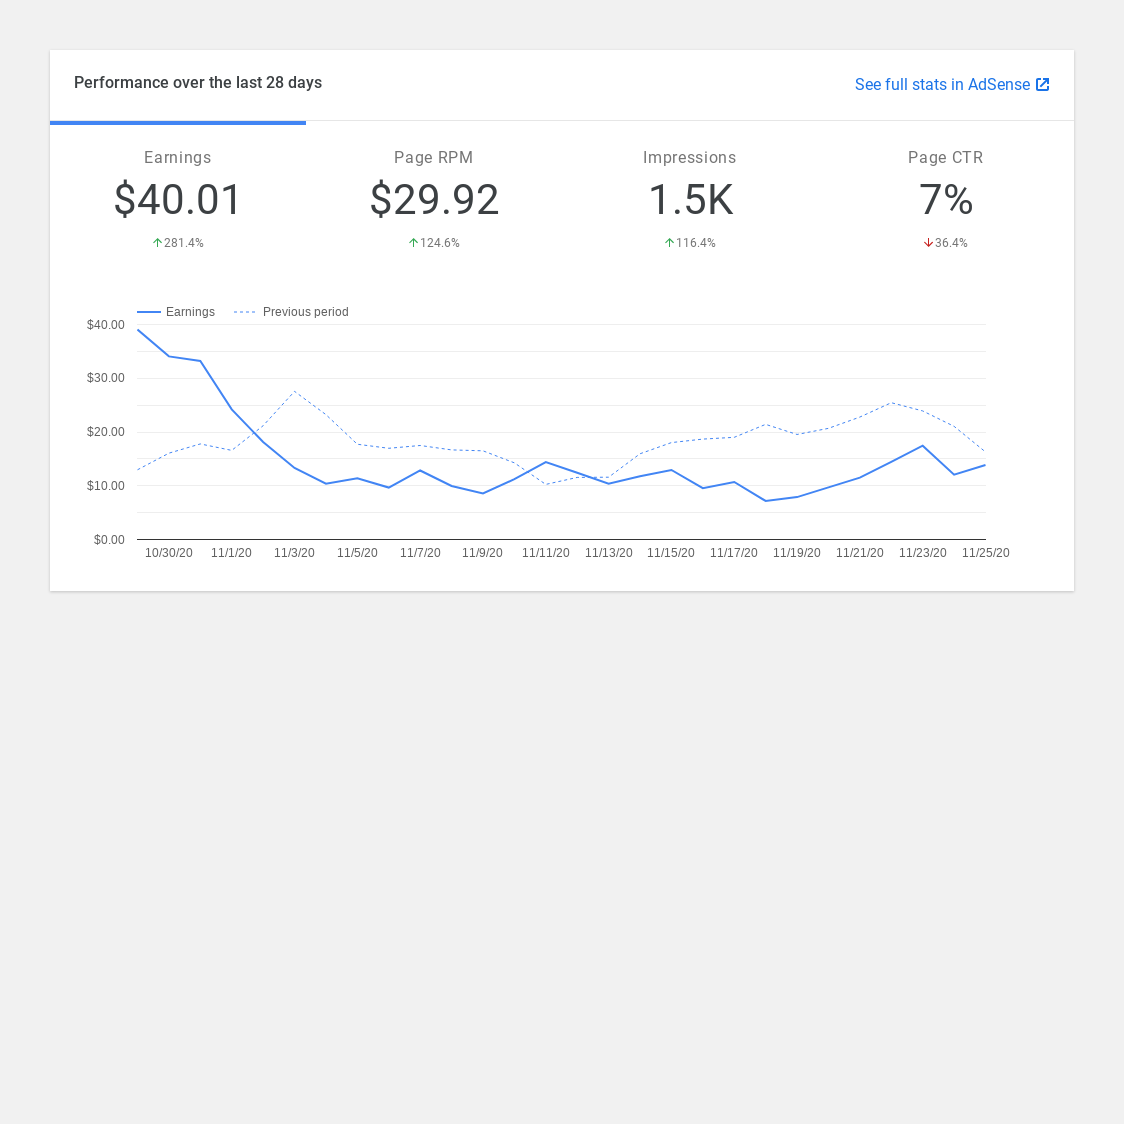 Performance over the last 28 days
See full stats in AdSense
Earnings Page RPM Impressions Page CTR
$40.01 $29.92 1.5K 7%
281.4% 124.6% 116.4% 36.4%
Earnings Previous period
$40.00
$30.00
$20.00
$10.00
$0.00
10/30/20 11/1/20 11/3/20 11/5/20 11/7/20 11/9/20 11/11/20 11/13/20 11/15/20 11/17/20 11/19/20 11/21/20 11/23/20 11/25/20